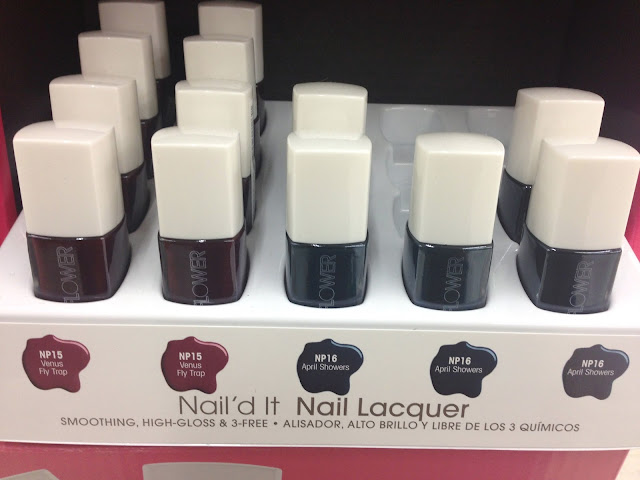 FLOWER
FLOWER
FLOWER
FLOWER
FLOWER
NP15
Venus
Fly Trap
NP15
Venus
Fly Trap
NP16
April Showers
NP16
April Showers
NP16
April Showers
Nail'd It Nail Lacquer
SMOOTHING, HIGH-GLOSS & 3-FREE • ALISADOR, ALTO BRILLO Y LIBRE DE LOS 3 QUÍMICOS